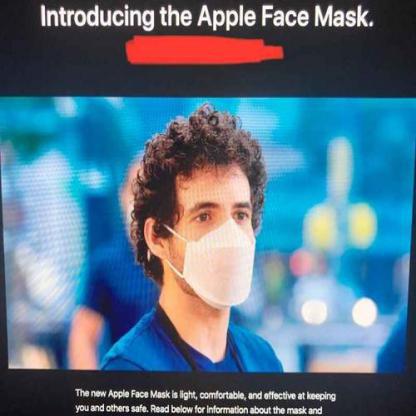 Introducing the Apple Face Mask.
The new Apple Face Mask is light, comfortable, and effective at keeping
you and others safe. Read below for information about the mask and